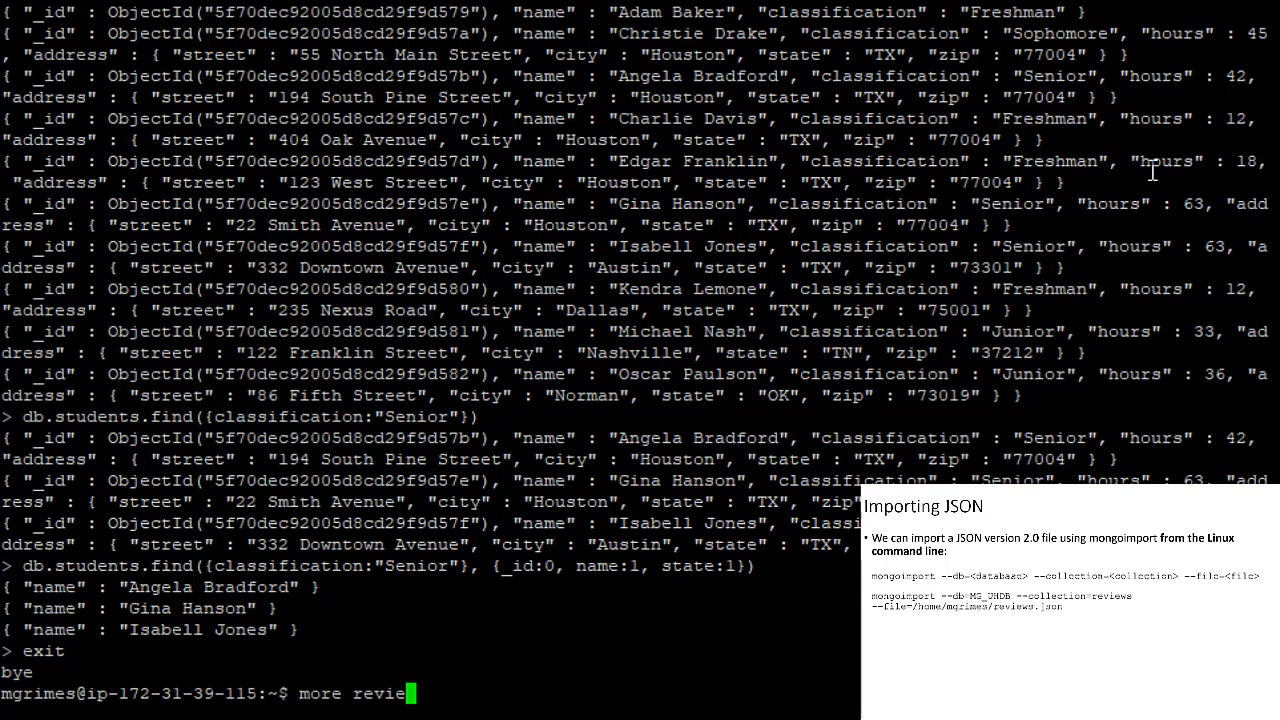 { "_id" : ObjectId("5f70dec92005d8cd29f9d579"), "name" : "Adam Baker", "classification" : "Freshman" }
{ "_id" : ObjectId("5f70dec92005d8cd29f9d57a"), "name" : "Christie Drake", "classification" : "Sophomore", "hours" : 45
, "address" : { "street" : "55 North Main Street", "city" : "Houston", "state" : "TX", "zip" : "77004" } }
{ "_id" : ObjectId("5f70dec92005d8cd29f9d57b"), "name" : "Angela Bradford", "classification" : "Senior", "hours" : 42,
"address" : { "street" : "194 South Pine Street", "city" : "Houston", "state" : "TX", "zip" : "77004" } }
{ "_id" : ObjectId("5f70dec92005d8cd29f9d57c"), "name" : "Charlie Davis", "classification" : "Freshman", "hours" : 12,
"address" : { "street" : "404 Oak Avenue", "city" : "Houston", "state" : "TX", "zip" : "77004" } }
{ "_id" : ObjectId("5f70dec92005d8cd29f9d57d"), "name" : "Edgar Franklin", "classification" : "Freshman", "hours" : 18,
"address" : { "street" : "123 West Street", "city" : "Houston", "state" : "TX", "zip" : "77004" } }
{ "_id" : ObjectId("5f70dec92005d8cd29f9d57e"), "name" : "Gina Hanson", "classification" : "Senior", "hours" : 63, "add
ress" : { "street" : "22 Smith Avenue", "city" : "Houston", "state" : "TX", "zip" : "77004" } }
{ "_id" : ObjectId("5f70dec92005d8cd29f9d57f"), "name" : "Isabell Jones", "classification" : "Senior", "hours" : 63, "a
ddress" : { "street" : "332 Downtown Avenue", "city" : "Austin", "state" : "TX", "zip" : "73301" } }
{ "_id" : ObjectId("5f70dec92005d8cd29f9d580"), "name" : "Kendra Lemone", "classification" : "Freshman", "hours" : 12,
"address" : { "street" : "235 Nexus Road", "city" : "Dallas", "state" : "TX", "zip" : "75001" } }
{ "_id" : ObjectId("5f70dec92005d8cd29f9d581"), "name" : "Michael Nash", "classification" : "Junior", "hours" : 33, "ad
dress" : { "street" : "122 Franklin Street", "city" : "Nashville", "state" : "TN", "zip" : "37212" } }
{ "_id" : ObjectId("5f70dec92005d8cd29f9d582"), "name" : "Oscar Paulson", "classification" : "Junior", "hours" : 36, "a
ddress" : { "street" : "86 Fifth Street", "city" : "Norman", "state" : "OK", "zip" : "73019" } }
> db.students.find({classification:"Senior"})
{ "_id" : ObjectId("5f70dec92005d8cd29f9d57b"), "name" : "Angela Bradford", "classification" : "Senior", "hours" : 42,
"address" : { "street" : "194 South Pine Street", "city" : "Houston", "state" : "TX", "zip" : "77004" } }
{ "_id" : ObjectId("5f70dec92005d8cd29f9d57e"), "name" : "Gina Hanson", "classification" : "Senior", "hours" : 63, "add
ress" : { "street" : "22 Smith Avenue", "city" : "Houston", "state" : "TX", "zip"
{ "_id" : ObjectId("5f70dec92005d8cd29f9d57f"), "name" : "Isabell Jones", "classi
ddress" : { "street" : "332 Downtown Avenue", "city" : "Austin", "state" : "TX",
> db.students.find({classification:"Senior"}, {_id:0, name:1, state:1})
{ "name" : "Angela Bradford" }
{ "name" : "Gina Hanson" }
{ "name" : "Isabell Jones" }
> exit
bye
mgrimes@ip-172-31-39-115:~$ more revie
Importing JSON
• We can import a JSON version 2.0 file using mongoimport from the Linux
command line:
mongoimport --db=<database> --collection=<collection> --file=<file>
mongoimport --db=MG_UHDB --collection=reviews
--file=/home/mgrimes/reviews.json